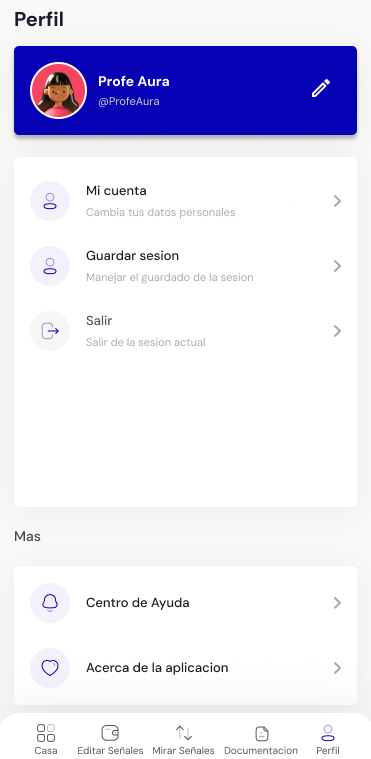 Perfil
Profe Aura
@ProfeAura
Mi cuenta
Cambia tus datos personales
Guardar sesion
Manejar el guardado de la sesion
Salir
Salir de la sesion actual
Mas
Centro de Ayuda
Acerca de la aplicacion
Casa
Editar Señales
Mirar Señales
Documentacion
Perfil